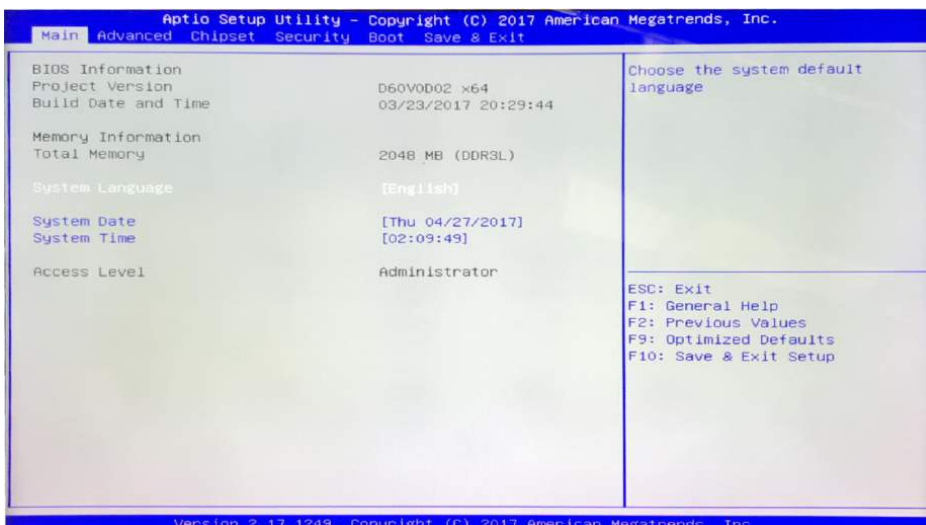 Aptio Setup Utility – Copyright (C) 2017 American Megatrends, Inc.
Main Advanced Chipset Security Boot Save & Exit
BIOS Information
Project Version D60V0D02 x64
Build Date and Time 03/23/2017 20:29:44
Memory Information
Total Memory 2048 MB (DDR3L)
System Language [English]
System Date [Thu 04/27/2017]
System Time [02:09:49]
Access Level Administrator
Choose the system default
language
ESC: Exit
F1: General Help
F2: Previous Values
F9: Optimized Defaults
F10: Save & Exit Setup
Version 2.17.1249. Copyright (C) 2017 American Megatrends, Inc.